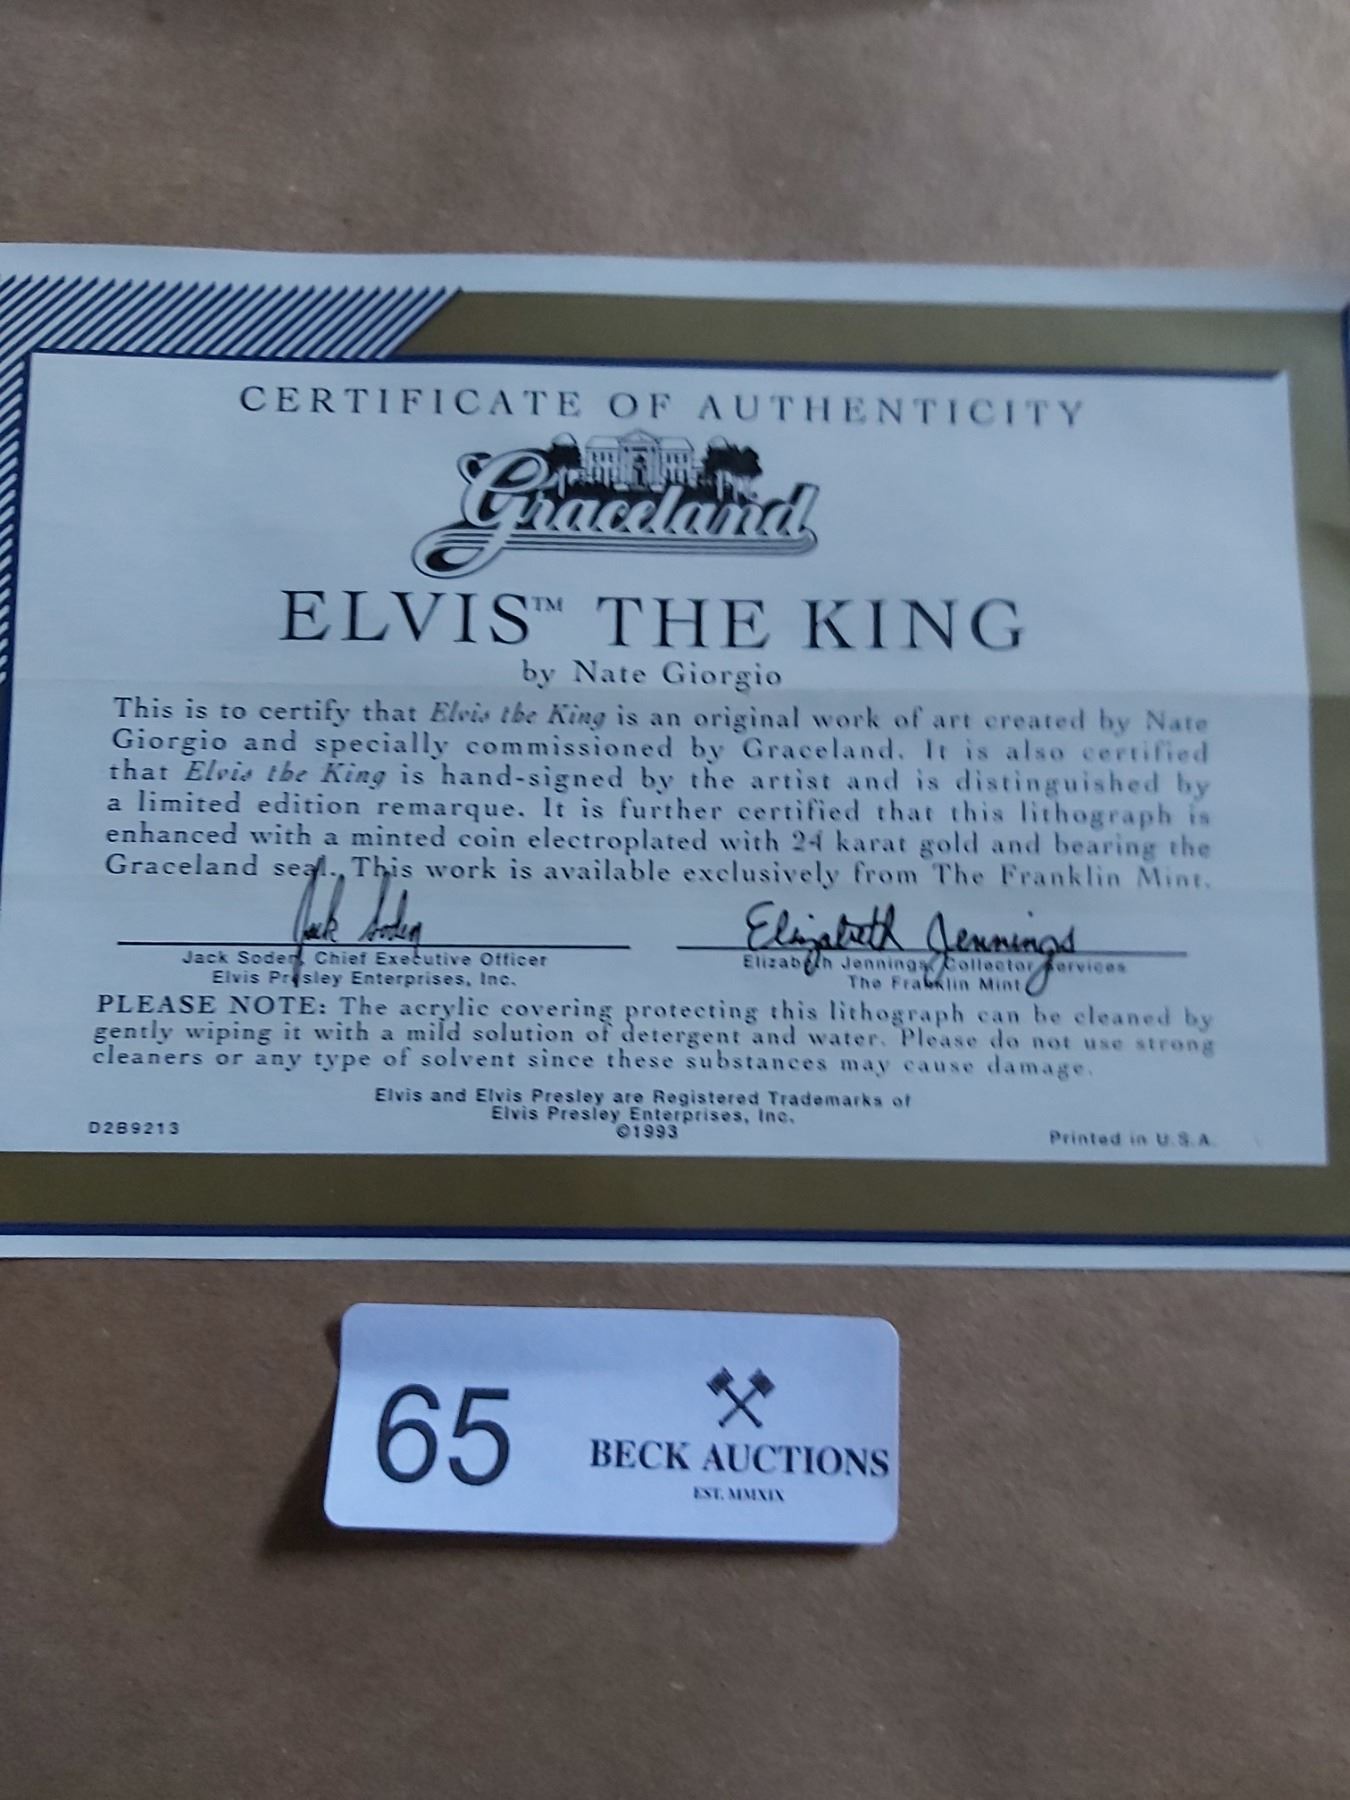 CERTIFICATE OF AUTHENTICITY
Graceland
ELVIS™ THE KING
by Nate Giorgio
This is to certify that Elvis the King is an original work of art created by Nate
Giorgio and specially commissioned by Graceland. It is also certified
that Elvis the King is hand-signed by the artist and is distinguished by
a limited edition remarque. It is further certified that this lithograph is
enhanced with a minted coin electroplated with 24 karat gold and bearing the
Graceland seal. This work is available exclusively from The Franklin Mint.
Jack Soden Elizabeth Jennings
Jack Soden, Chief Executive Officer Elizabeth Jennings, Collector Services
Elvis Presley Enterprises, Inc. The Franklin Mint
PLEASE NOTE: The acrylic covering protecting this lithograph can be cleaned by
gently wiping it with a mild solution of detergent and water. Please do not use strong
cleaners or any type of solvent since these substances may cause damage.
Elvis and Elvis Presley are Registered Trademarks of
Elvis Presley Enterprises, Inc.
©1993
D2B9213 Printed in U.S.A.
65
BECK AUCTIONS
EST. MMXIX